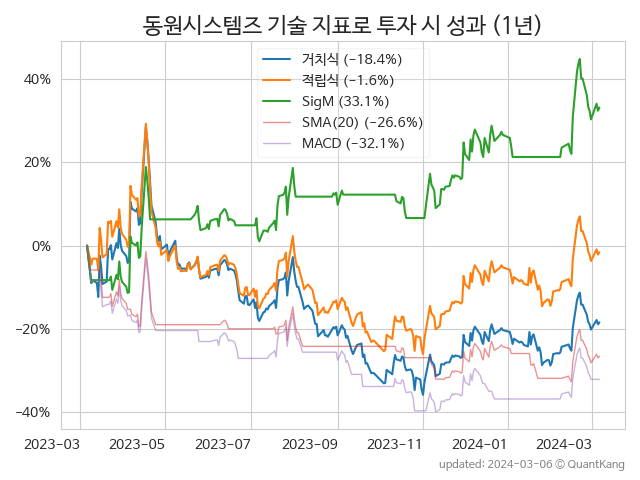 동원시스템즈 기술 지표로 투자 시 성과 (1년)
거치식 (−18.4%)
적립식 (−1.6%)
SigM (33.1%)
SMA(20) (−26.6%)
MACD (−32.1%)
40%
20%
0%
−20%
−40%
2023−03 2023−05 2023−07 2023−09 2023−11 2024−01 2024−03
updated: 2024−03−06 © QuantKang